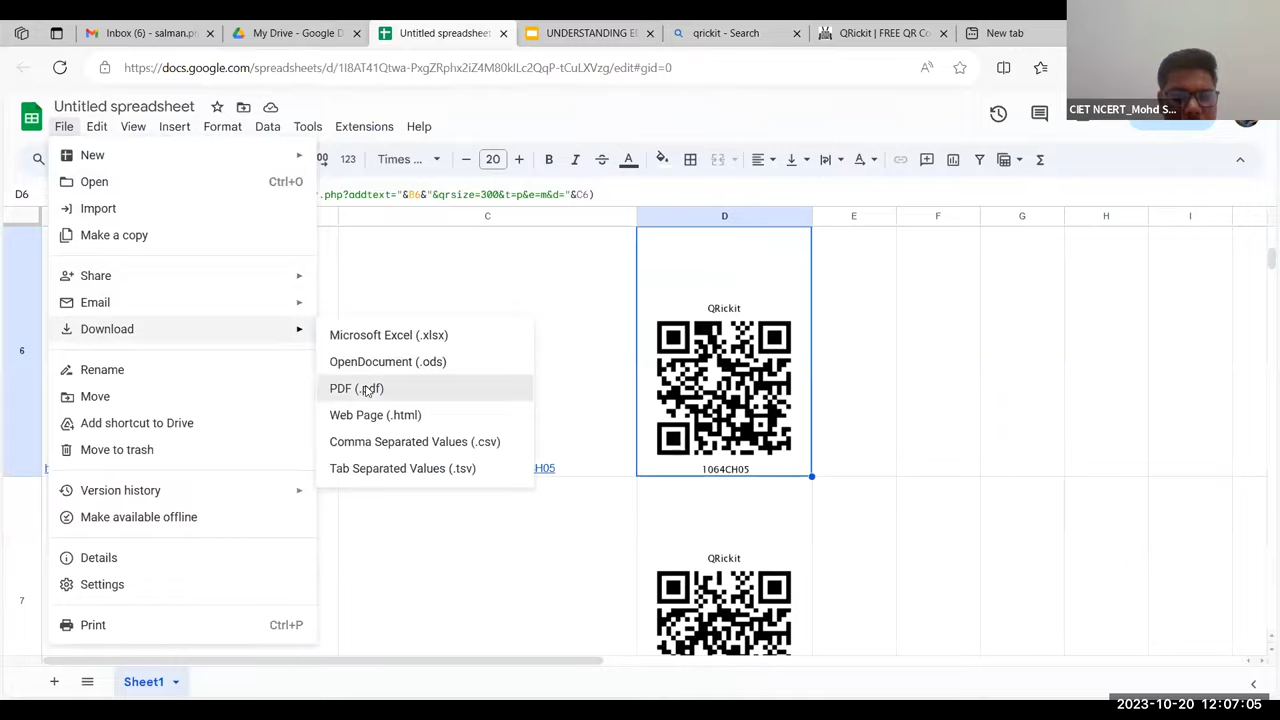 Inbox (6) - salman.p
My Drive - Google D
Untitled spreadsheet
UNDERSTANDING E
qrickit - Search
QRickit | FREE QR Co
New tab
https://docs.google.com/spreadsheets/d/1I8AT41Qtwa-PxgZRphx2iZ4M80kILc2QqP-tCuLXVzg/edit#gid=0
CIET NCERT_Mohd S...
Untitled spreadsheet
File Edit View Insert Format Data Tools Extensions Help
123 Times ... 20
D6 .php?addtext="&B6&"&qrsize=300&t=p&e=m&d="&C6)
C D E F G H I
New
Open Ctrl+O
Import
Make a copy
Share
Email
Download
Rename
Move
Add shortcut to Drive
Move to trash
Version history
Make available offline
Details
Settings
Print Ctrl+P
Microsoft Excel (.xlsx)
OpenDocument (.ods)
PDF (.pdf)
Web Page (.html)
Comma Separated Values (.csv)
Tab Separated Values (.tsv)
6
H05
QRickit
1064CH05
7
QRickit
Sheet1
2023-10-20 12:07:05